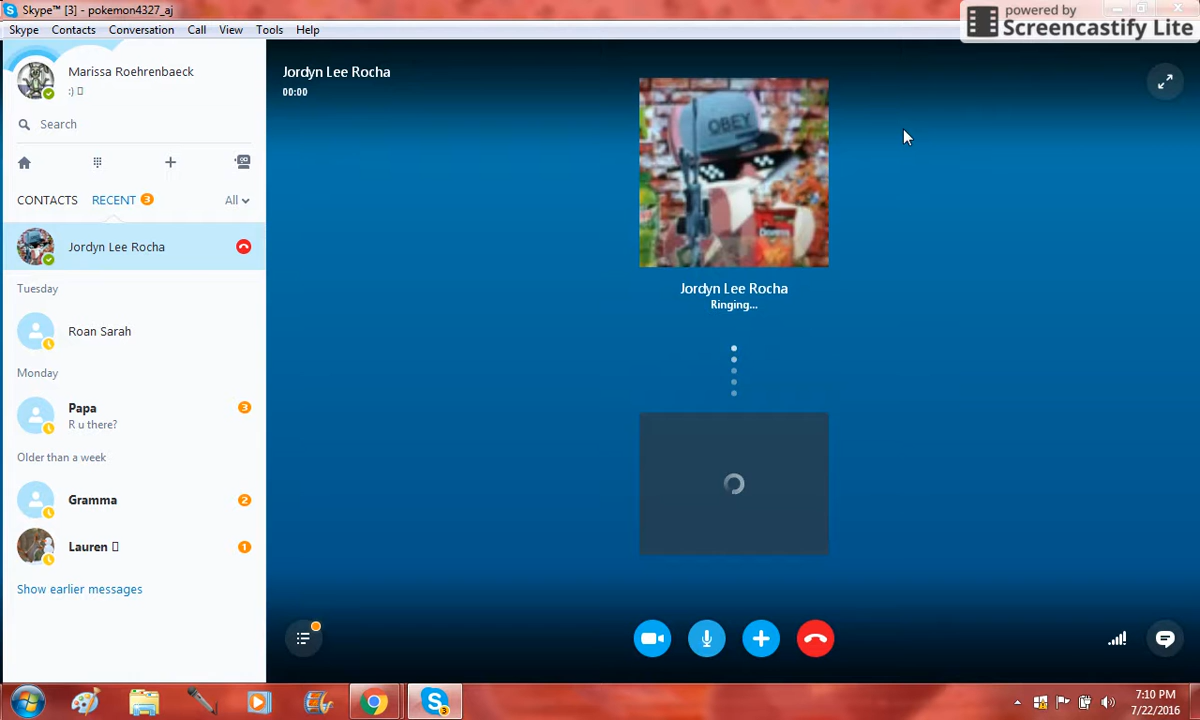 Skype™ [3] - pokemon4327_aj
powered by
Screencastify Lite
Skype Contacts Conversation Call View Tools Help
Marissa Roehrenbaeck
:)
Search
CONTACTS RECENT 3 All
Jordyn Lee Rocha
Tuesday
Roan Sarah
Monday
Papa 3
R u there?
Older than a week
Gramma 2
Lauren 1
Show earlier messages
Jordyn Lee Rocha
00:00
OBEY
Jordyn Lee Rocha
Ringing...
3
7:10 PM
7/22/2016